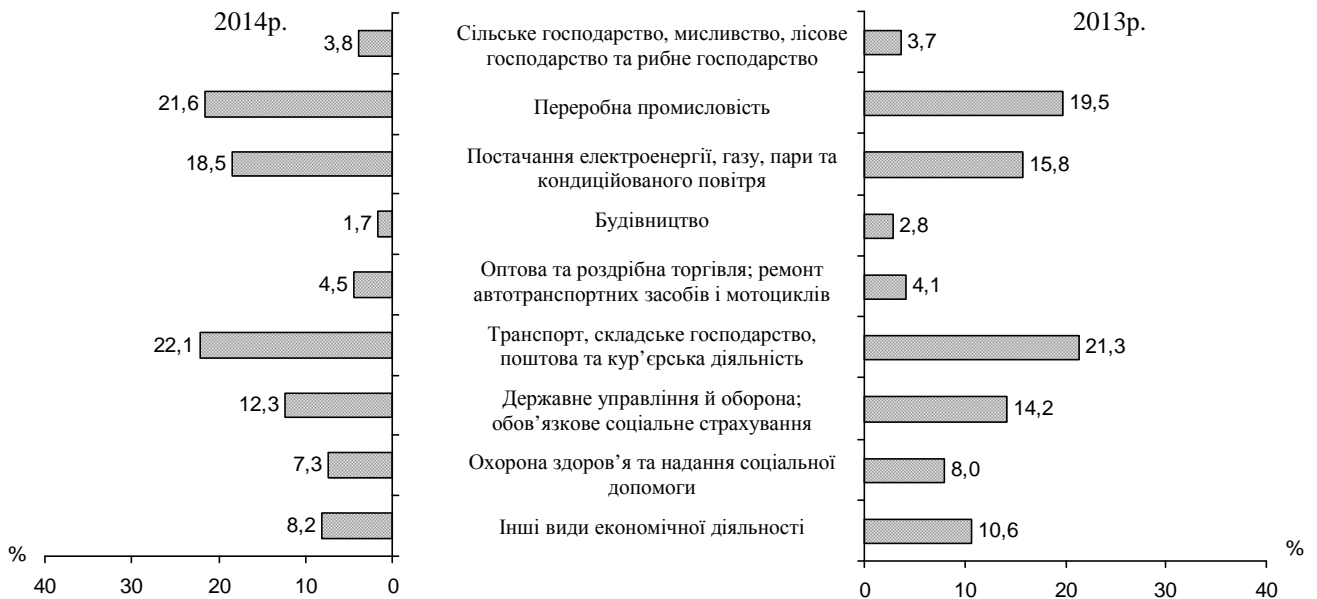 2014р.
2013р.
3,8
Сільське господарство, мисливство, лісове
господарство та рибне господарство
3,7
21,6
Переробна промисловість
19,5
18,5
Постачання електроенергії, газу, пари та
кондиційованого повітря
15,8
1,7
Будівництво
2,8
4,5
Оптова та роздрібна торгівля; ремонт
автотранспортних засобів і мотоциклів
4,1
22,1
Транспорт, складське господарство,
поштова та кур’єрська діяльність
21,3
12,3
Державне управління й оборона;
обов’язкове соціальне страхування
14,2
7,3
Охорона здоров’я та надання соціальної
допомоги
8,0
8,2
Інші види економічної діяльності
10,6
%
40 30 20 10 0
%
0 10 20 30 40